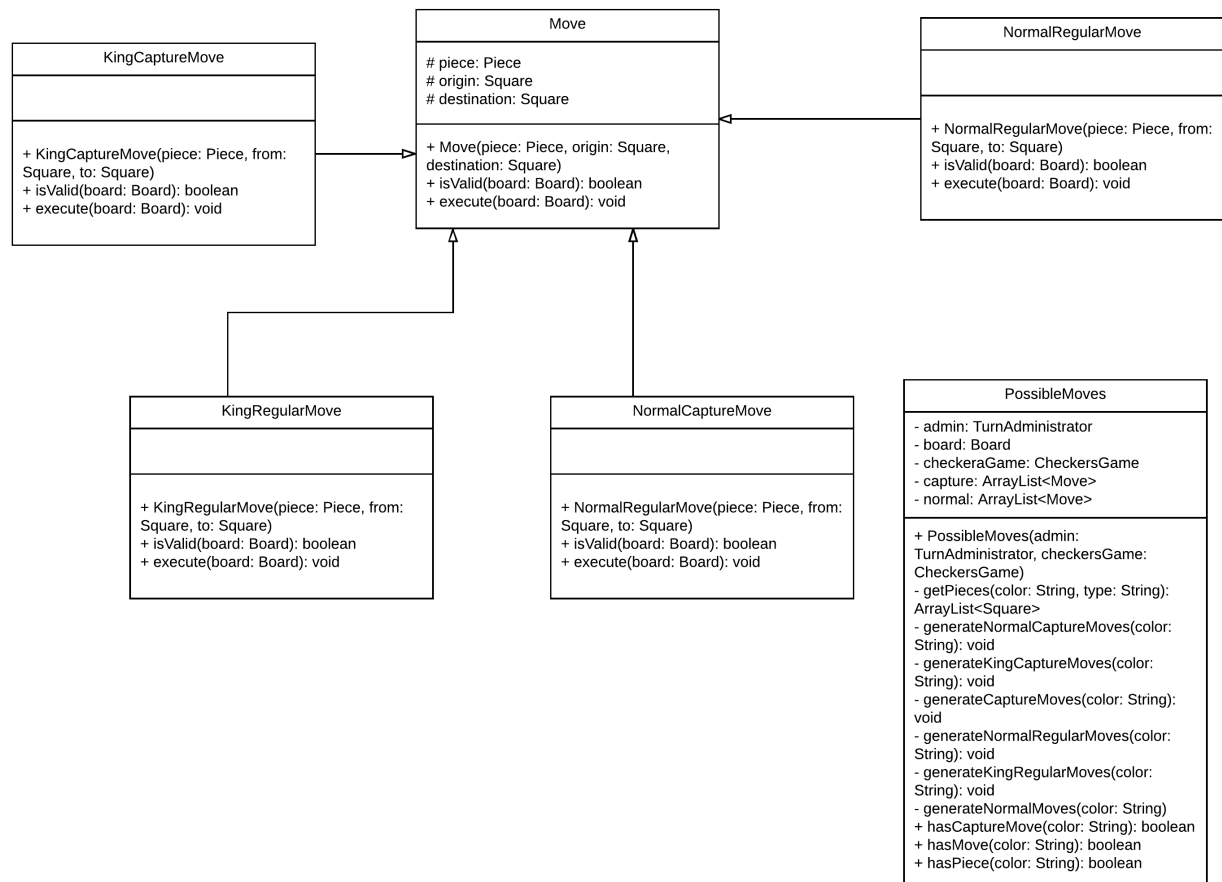 KingCaptureMove
+ KingCaptureMove(piece: Piece, from:
Square, to: Square)
+ isValid(board: Board): boolean
+ execute(board: Board): void
Move
# piece: Piece
# origin: Square
# destination: Square
+ Move(piece: Piece, origin: Square,
destination: Square)
+ isValid(board: Board): boolean
+ execute(board: Board): void
NormalRegularMove
+ NormalRegularMove(piece: Piece, from:
Square, to: Square)
+ isValid(board: Board): boolean
+ execute(board: Board): void
KingRegularMove
+ KingRegularMove(piece: Piece, from:
Square, to: Square)
+ isValid(board: Board): boolean
+ execute(board: Board): void
NormalCaptureMove
+ NormalRegularMove(piece: Piece, from:
Square, to: Square)
+ isValid(board: Board): boolean
+ execute(board: Board): void
PossibleMoves
- admin: TurnAdministrator
- board: Board
- checkeraGame: CheckersGame
- capture: ArrayList<Move>
- normal: ArrayList<Move>
+ PossibleMoves(admin:
TurnAdministrator, checkersGame:
CheckersGame)
- getPieces(color: String, type: String):
ArrayList<Square>
- generateNormalCaptureMoves(color:
String): void
- generateKingCaptureMoves(color:
String): void
- generateCaptureMoves(color: String):
void
- generateNormalRegularMoves(color:
String): void
- generateKingRegularMoves(color:
String): void
- generateNormalMoves(color: String)
+ hasCaptureMove(color: String): boolean
+ hasMove(color: String): boolean
+ hasPiece(color: String): boolean